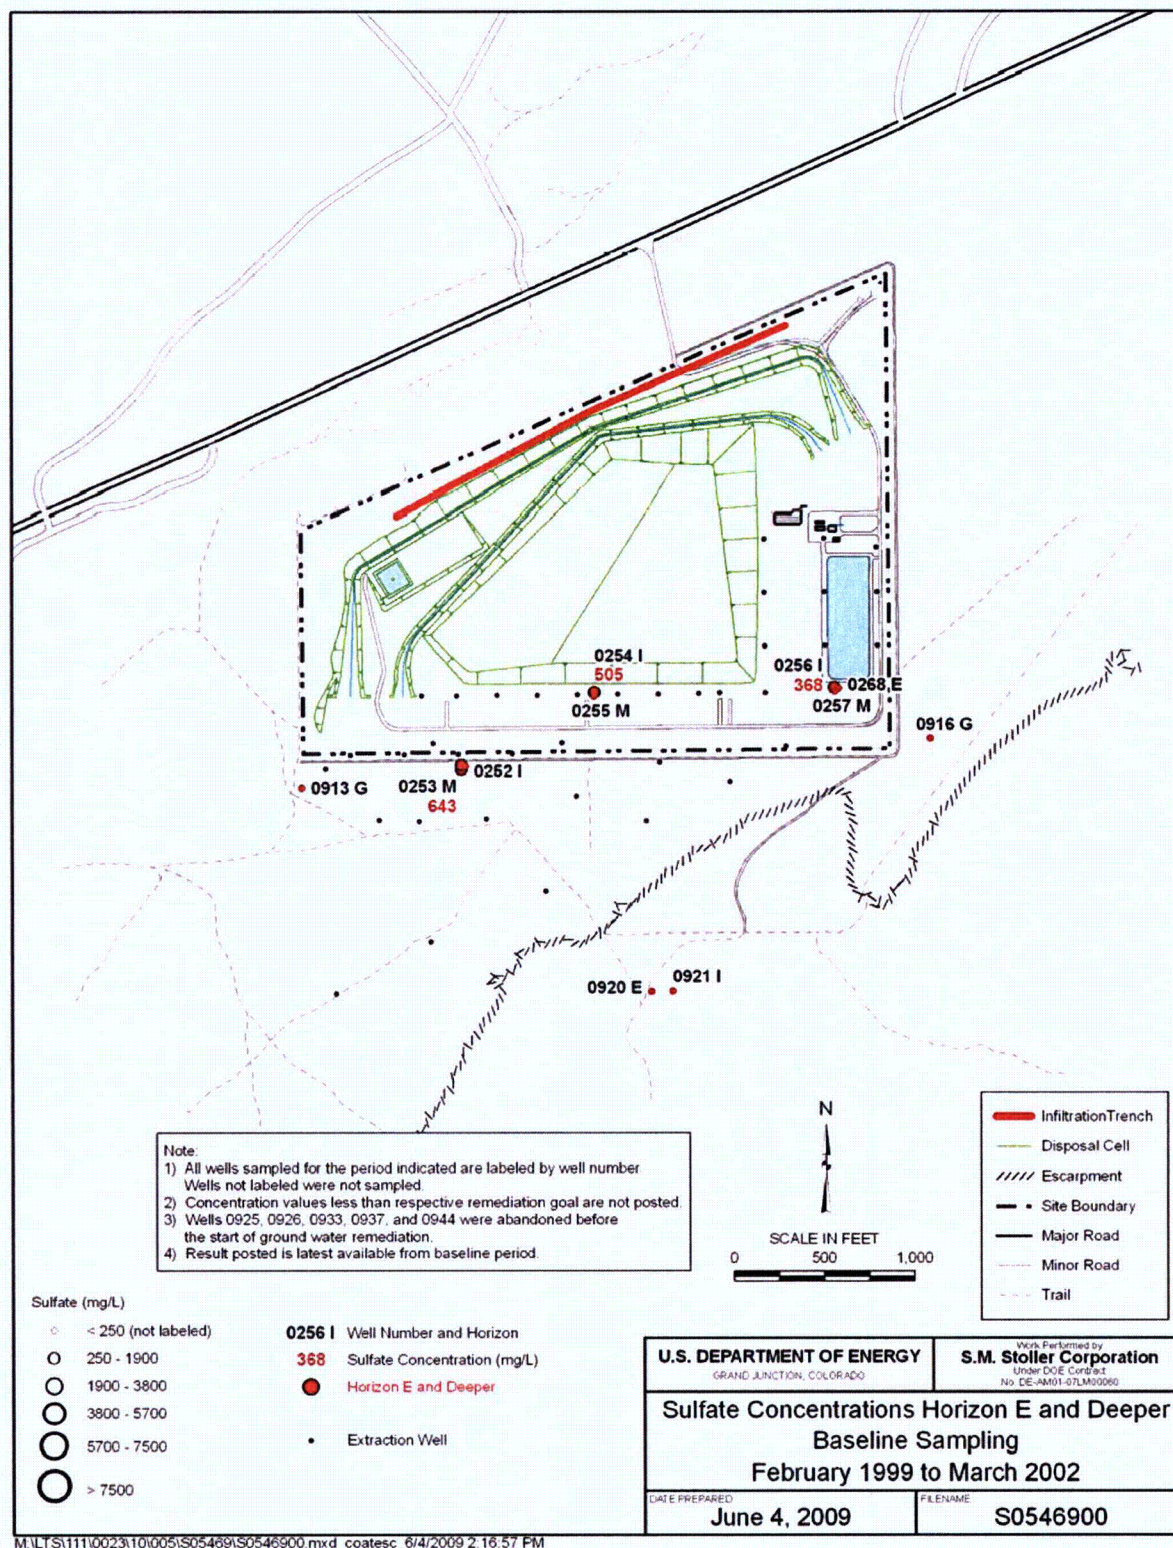 0254 I
505
0255 M
0256 I
368
0268 E
0257 M
0916 G
0913 G
0252 I
0253 M
643
0920 E
0921 I
N
SCALE IN FEET
0 500 1,000
InfiltrationTrench
Disposal Cell
Escarpment
Site Boundary
Major Road
Minor Road
Trail
Note:
1) All wells sampled for the period indicated are labeled by well number
Wells not labeled were not sampled.
2) Concentration values less than respective remediation goal are not posted.
3) Wells 0925, 0926, 0933, 0937, and 0944 were abandoned before
the start of ground water remediation.
4) Result posted is latest available from baseline period.
Sulfate (mg/L)
< 250 (not labeled)
250 - 1900
1900 - 3800
3800 - 5700
5700 - 7500
> 7500
0256 I Well Number and Horizon
368 Sulfate Concentration (mg/L)
Horizon E and Deeper
Extraction Well
U.S. DEPARTMENT OF ENERGY
GRAND JUNCTION, COLORADO
Work Performed by
S.M. Stoller Corporation
Under DOE Contract
No. DE-AM01-07LM00060
Sulfate Concentrations Horizon E and Deeper
Baseline Sampling
February 1999 to March 2002
DATE PREPARED
June 4, 2009
FILENAME
S0546900
M:\LTS\111\0023\10\005\S05469\S0546900.mxd coatesc 6/4/2009 2:16:57 PM